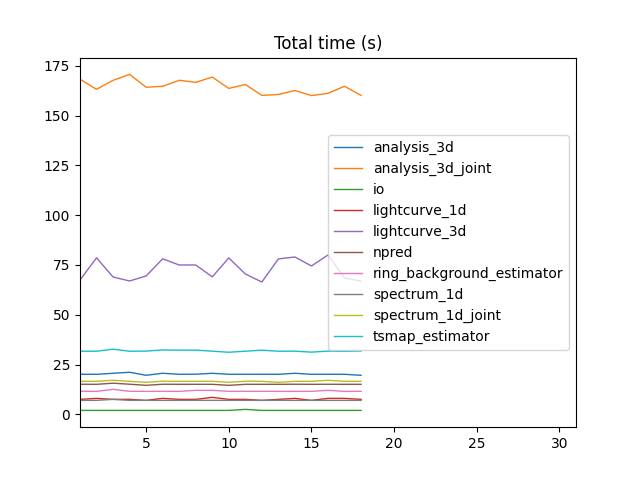 Total time (s)
175
150
125
100
75
50
25
0
analysis_3d
analysis_3d_joint
io
lightcurve_1d
lightcurve_3d
npred
ring_background_estimator
spectrum_1d
spectrum_1d_joint
tsmap_estimator
5 10 15 20 25 30